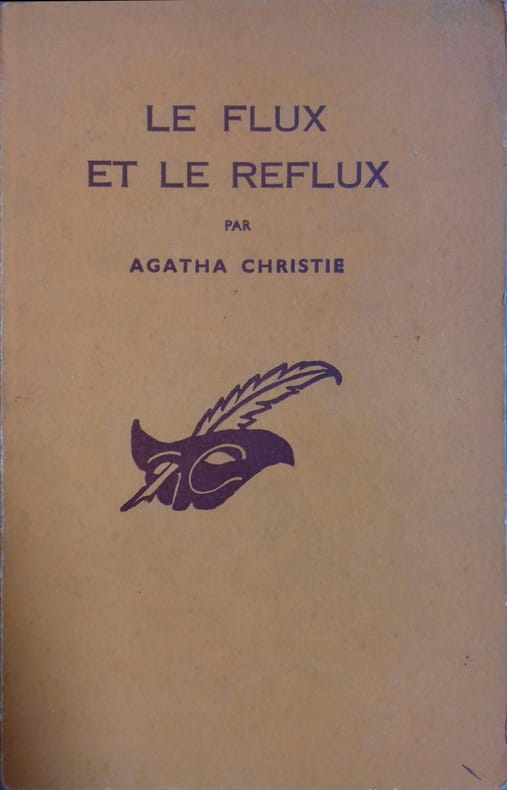 LE FLUX
ET LE REFLUX
PAR
AGATHA CHRISTIE